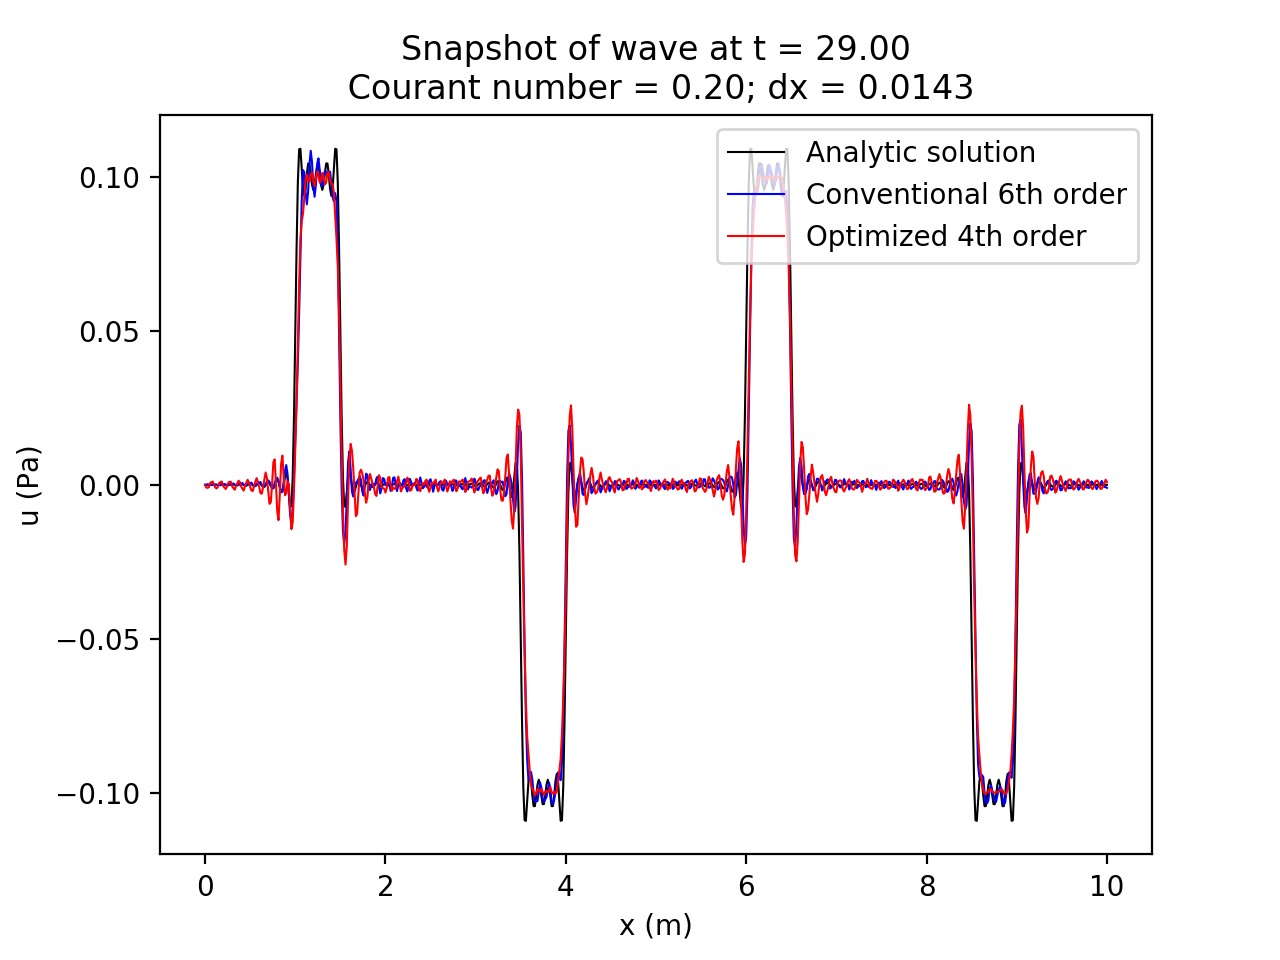 Snapshot of wave at t = 29.00
Courant number = 0.20; dx = 0.0143
Analytic solution
Conventional 6th order
Optimized 4th order
u (Pa)
0.10
0.05
0.00
−0.05
−0.10
0 2 4 6 8 10
x (m)